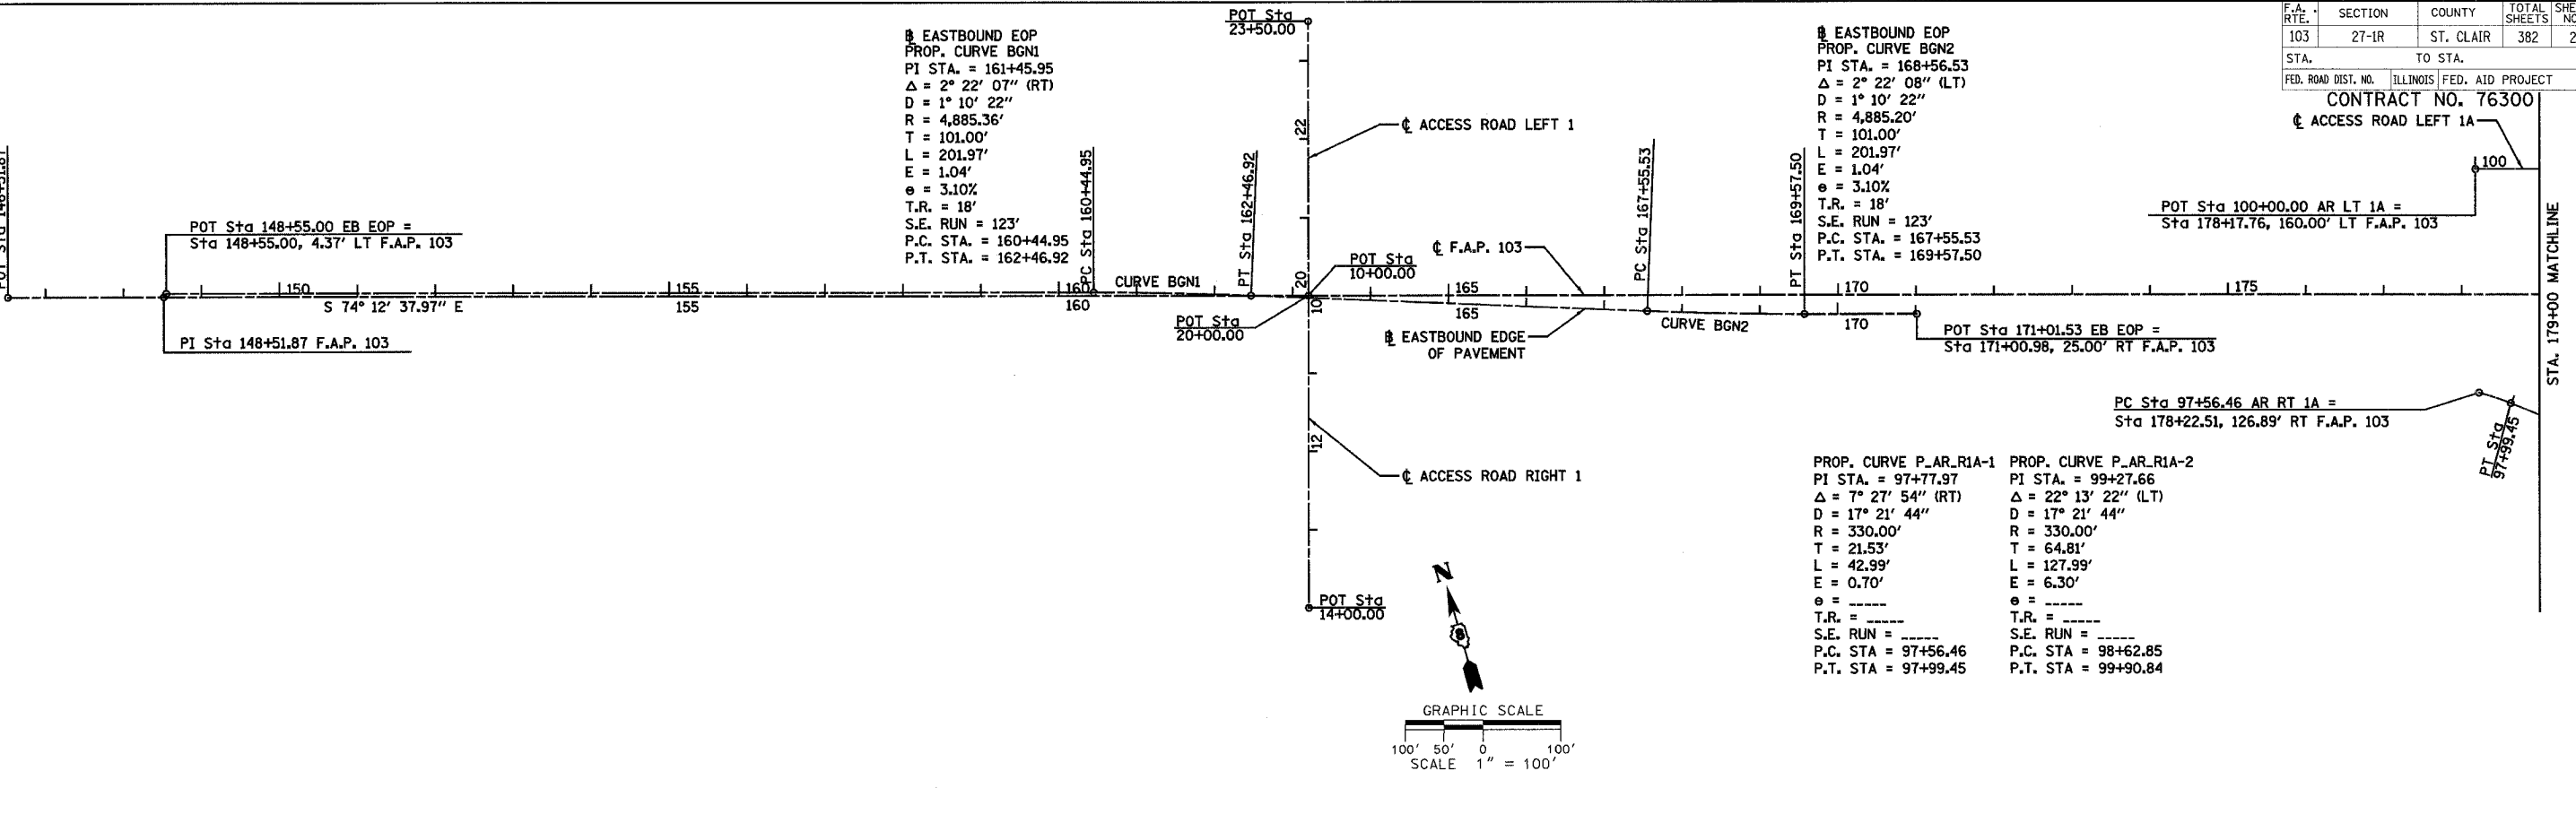 F.A. RTE. SECTION COUNTY TOTAL SHEETS
103 27-1R ST. CLAIR 382
STA. TO STA.
FED. ROAD DIST. NO. ILLINOIS FED. AID PROJECT
CONTRACT NO. 76300
℄ ACCESS ROAD LEFT 1A
100
POT Sta 100+00.00 AR LT 1A =
Sta 178+17.76, 160.00' LT F.A.P. 103
STA. 179+00 MATCHLINE
POT Sta
23+50.00
EASTBOUND EOP
PROP. CURVE BGN1
PI STA. = 161+45.95
Δ = 2° 22' 07" (RT)
D = 1° 10' 22"
R = 4,885.36'
T = 101.00'
L = 201.97'
E = 1.04'
e = 3.10%
T.R. = 18'
S.E. RUN = 123'
P.C. STA. = 160+44.95
P.T. STA. = 162+46.92
EASTBOUND EOP
PROP. CURVE BGN2
PI STA. = 168+56.53
Δ = 2° 22' 08" (LT)
D = 1° 10' 22"
R = 4,885.20'
T = 101.00'
L = 201.97'
E = 1.04'
e = 3.10%
T.R. = 18'
S.E. RUN = 123'
P.C. STA. = 167+55.53
P.T. STA. = 169+57.50
℄ ACCESS ROAD LEFT 1
22
20
PC Sta 160+44.95
PT Sta 162+46.92
PC Sta 167+55.53
PT Sta 169+57.50
POT Sta 148+51.87
POT Sta 148+55.00 EB EOP =
Sta 148+55.00, 4.37' LT F.A.P. 103
℄ F.A.P. 103
POT Sta
10+00.00
150 155 160 CURVE BGN1 165 170 175
S 74° 12' 37.97" E 155 160 10 165 CURVE BGN2 170
PI Sta 148+51.87 F.A.P. 103
POT Sta
20+00.00
EASTBOUND EDGE
OF PAVEMENT
POT Sta 171+01.53 EB EOP =
Sta 171+00.98, 25.00' RT F.A.P. 103
PC Sta 97+56.46 AR RT 1A =
Sta 178+22.51, 126.89' RT F.A.P. 103
PT Sta
97+99.45
12
℄ ACCESS ROAD RIGHT 1
POT Sta
14+00.00
PROP. CURVE P_AR_R1A-1
PI STA. = 97+77.97
Δ = 7° 27' 54" (RT)
D = 17° 21' 44"
R = 330.00'
T = 21.53'
L = 42.99'
E = 0.70'
e = _____
T.R. = _____
S.E. RUN = _____
P.C. STA = 97+56.46
P.T. STA = 97+99.45
PROP. CURVE P_AR_R1A-2
PI STA. = 99+27.66
Δ = 22° 13' 22" (LT)
D = 17° 21' 44"
R = 330.00'
T = 64.81'
L = 127.99'
E = 6.30'
e = _____
T.R. = _____
S.E. RUN = _____
P.C. STA = 98+62.85
P.T. STA = 99+90.84
N
S
GRAPHIC SCALE
100' 50' 0 100'
SCALE 1" = 100'